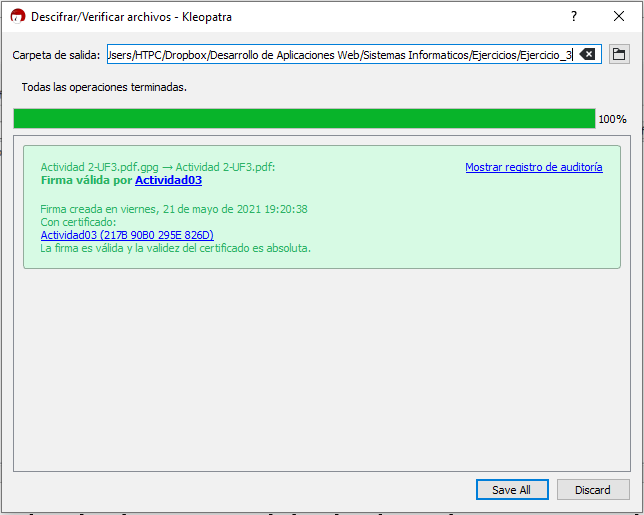 Descifrar/Verificar archivos - Kleopatra
Carpeta de salida: Jsers/HTPC/Dropbox/Desarrollo de Aplicaciones Web/Sistemas Informaticos/Ejercicios/Ejercicio_3
Todas las operaciones terminadas.
100%
Actividad 2-UF3.pdf.gpg → Actividad 2-UF3.pdf: Mostrar registro de auditoría
Firma válida por Actividad03
Firma creada en viernes, 21 de mayo de 2021 19:20:38
Con certificado:
Actividad03 (217B 90B0 295E 826D)
La firma es válida y la validez del certificado es absoluta.
Save All Discard